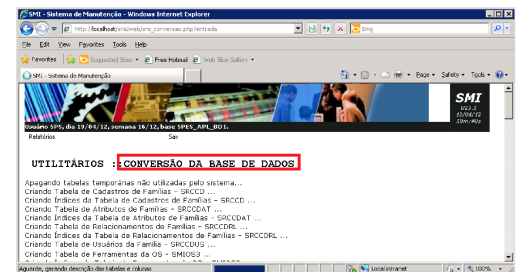 SMI - Sistema de Manutenção - Windows Internet Explorer
http://localhost/smi2web/smi_conversao.php?entrada
Bing
File Edit View Favorites Tools Help
Favorites Suggested Sites Free Hotmail Web Slice Gallery
SMI - Sistema de Manutenção
Page Safety Tools
SMI
19/04/12
Usuário SPS, dia 19/04/12, semana 16/12, base SPES_APL_BD1.
Relatórios Sair
UTILITÁRIOS ::CONVERSÃO DA BASE DE DADOS
Apagando tabelas temporárias não utilizadas pelo sistema...
Criando Tabela de Cadastros de Famílias - SRCCD ...
Criando Índices da Tabela de Cadastros de Famílias - SRCCD ...
Criando Tabela de Atributos de Famílias - SRCCDAT ...
Criando Índices da Tabela de Atributos de Famílias - SRCCDAT ...
Criando Tabela de Relacionamentos de Famílias - SRCCDRL ...
Criando Índices da Tabela de Relacionamentos de Famílias - SRCCDRL ...
Criando Tabela de Usuários da Família - SRCCDUS ...
Criando Tabela de Ferramentas da OS - SMIOS3 ...
Aguarde, gerando descrição das tabelas e colunas
Local intranet
100%